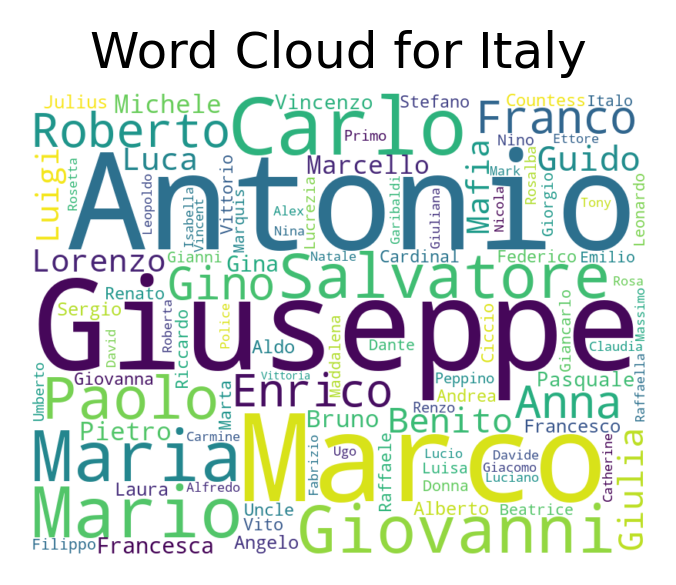 Word Cloud for Italy
Julius
Michele
Vincenzo
Stefano
Countess
Italo
Roberto
Carlo
Franco
Primo
Nino
Ettore
Luigi
Luca
Marcello
Mafia
Guido
Rosetta
Antonio
Leopoldo
Isabella
Vincent
Vittorio
Marquis
Alex
Nina
Lucrezia
Garibaldi
Giuliana
Nicola
Mark
Rosalba
Giorgio
Tony
Leonardo
Lorenzo
Gianni
Gina
Natale
Cardinal
Federico
Emilio
Gino
Salvatore
Rosa
Renato
Sergio
Giuseppe
David
Roberta
Riccardo
Police
Aldo
Maddalena
Dante
Ciccio
Giancarlo
Claudia
Massimo
Umberto
Giovanna
Vittoria
Peppino
Pasquale
Raffaella
Paolo
Marta
Enrico
Andrea
Renzo
Anna
Pietro
Carmine
Bruno
Benito
Francesco
Maria
Marco
Fabrizio
Ugo
Raffaele
Lucio
Luisa
Davide
Giacomo
Luciano
Catherine
Giulia
Laura
Alfredo
Donna
Mario
Uncle
Vito
Alberto
Beatrice
Giovanni
Filippo
Francesca
Angelo